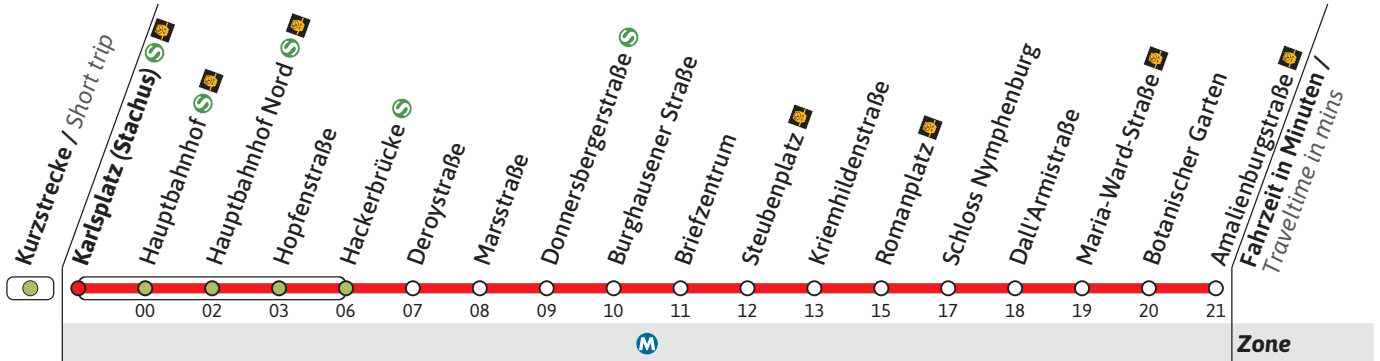 Kurzstrecke / Short trip
Karlsplatz (Stachus) S
Hauptbahnhof S
Hauptbahnhof Nord S
Hopfenstraße
Hackerbrücke S
Deroystraße
Marsstraße
Donnersbergerstraße S
Burghausener Straße
Briefzentrum
Steubenplatz
Kriemhildenstraße
Romanplatz
Schloss Nymphenburg
Dall'Armistraße
Maria-Ward-Straße
Botanischer Garten
Amalienburgstraße
Fahrzeit in Minuten /
Traveltime in mins
00 02 03 06 07 08 09 10 11 12 13 15 17 18 19 20 21
M Zone